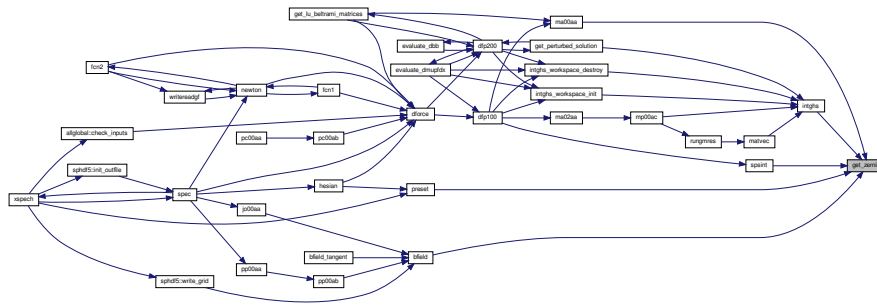 get_lu_beltrami_matrices
ma00aa
evaluate_dbb
dfp200
get_perturbed_solution
fcn2
evaluate_dmupfdx
intghs_workspace_destroy
newton
fcn1
writereadgf
intghs_workspace_init
intghs
dforce
dfp100
ma02aa
mp00ac
allglobal::check_inputs
pc00aa
pc00ab
rungmres
matvec
spsint
get_zerni
sphdf5::init_outfile
hesian
preset
xspech
spec
jo00aa
bfield_tangent
bfield
pp00aa
pp00ab
sphdf5::write_grid